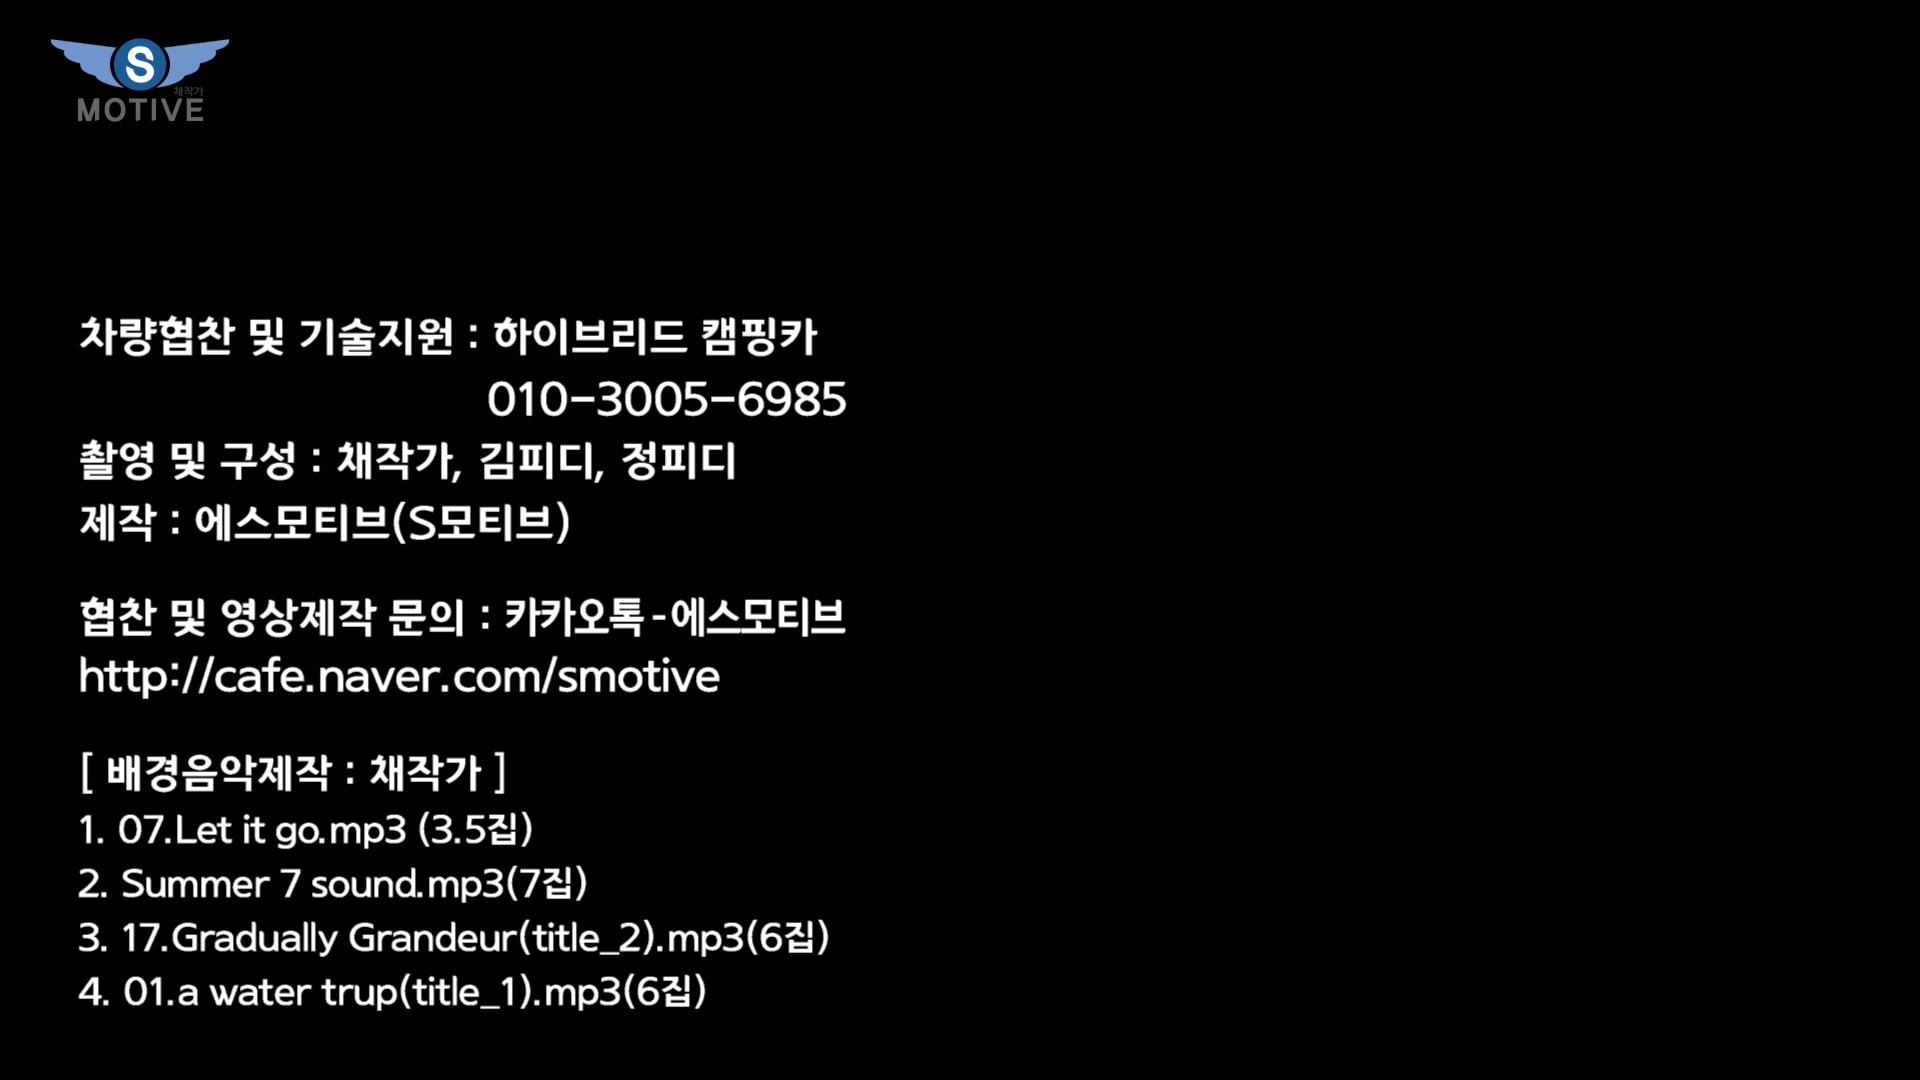 S
채작가
MOTIVE
차량협찬 및 기술지원 : 하이브리드 캠핑카
010-3005-6985
촬영 및 구성 : 채작가, 김피디, 정피디
제작 : 에스모티브(S모티브)
협찬 및 영상제작 문의 : 카카오톡-에스모티브
http://cafe.naver.com/smotive
[ 배경음악제작 : 채작가 ]
1. 07.Let it go.mp3 (3.5집)
2. Summer 7 sound.mp3(7집)
3. 17.Gradually Grandeur(title_2).mp3(6집)
4. 01.a water trup(title_1).mp3(6집)